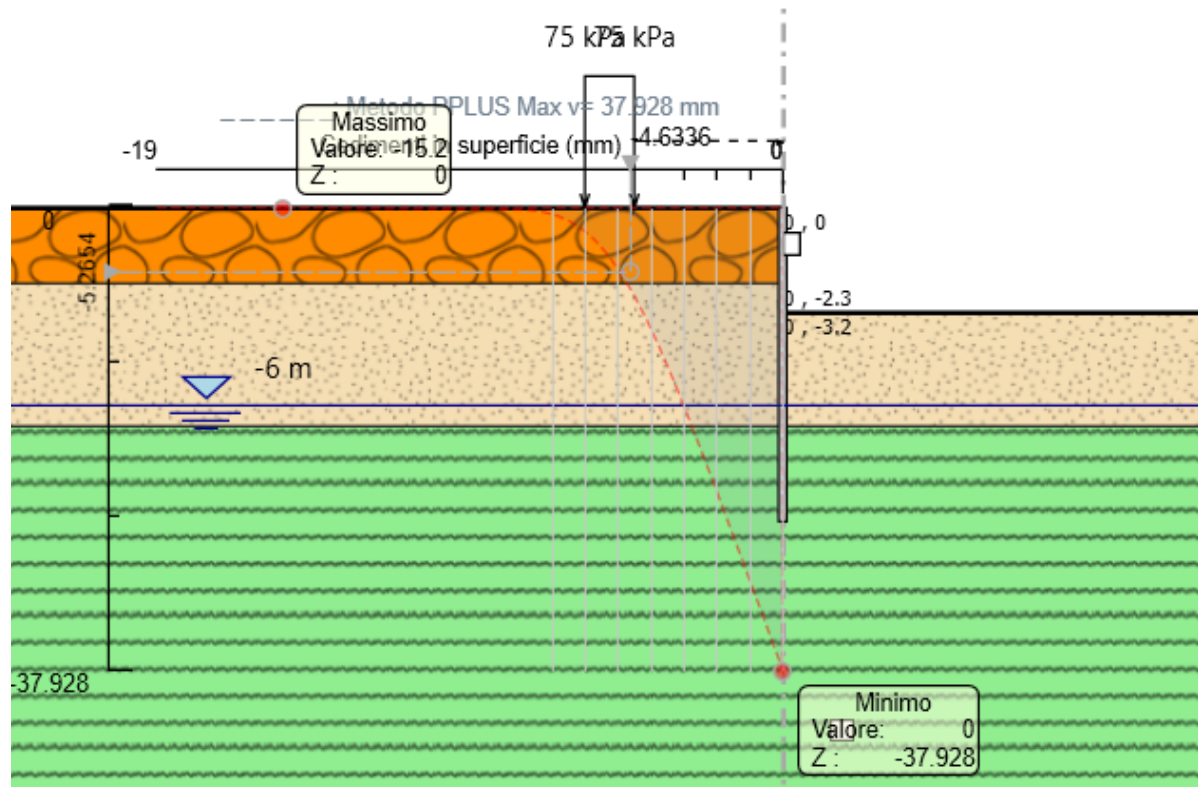 75 kPa 75 kPa
: Metodo PPLUS Max v= 37.928 mm
Massimo
Valore: -15.2
Z : 0
Cedimenti in superficie (mm)
-4.6336
-19
0
0
-5.2654
0 , 0
0 , -2.3
0 , -3.2
-6 m
-37.928
Minimo
Valore: 0
Z : -37.928